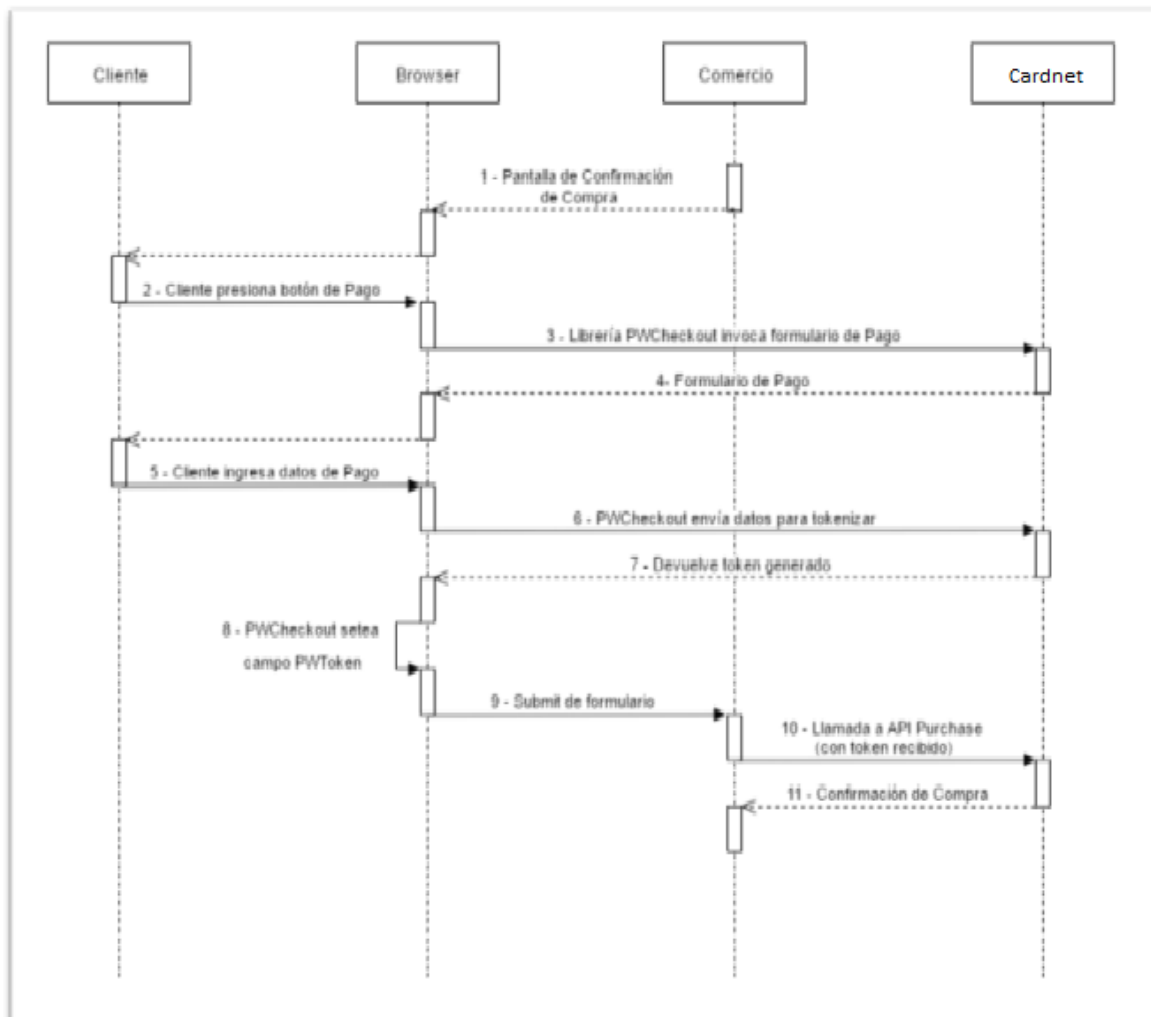 Cliente
Browser
Comercio
Cardnet
1 - Pantalla de Confirmación
de Compra
2 - Cliente presiona botón de Pago
3 - Librería PWCheckout invoca formulario de Pago
4- Formulario de Pago
5 - Cliente ingresa datos de Pago
6 - PWCheckout envía datos para tokenizar
7 - Devuelve token generado
8 - PWCheckout setea
campo PWToken
9 - Submit de formulario
10 - Llamada a API Purchase
(con token recibido)
11 - Confirmación de Compra